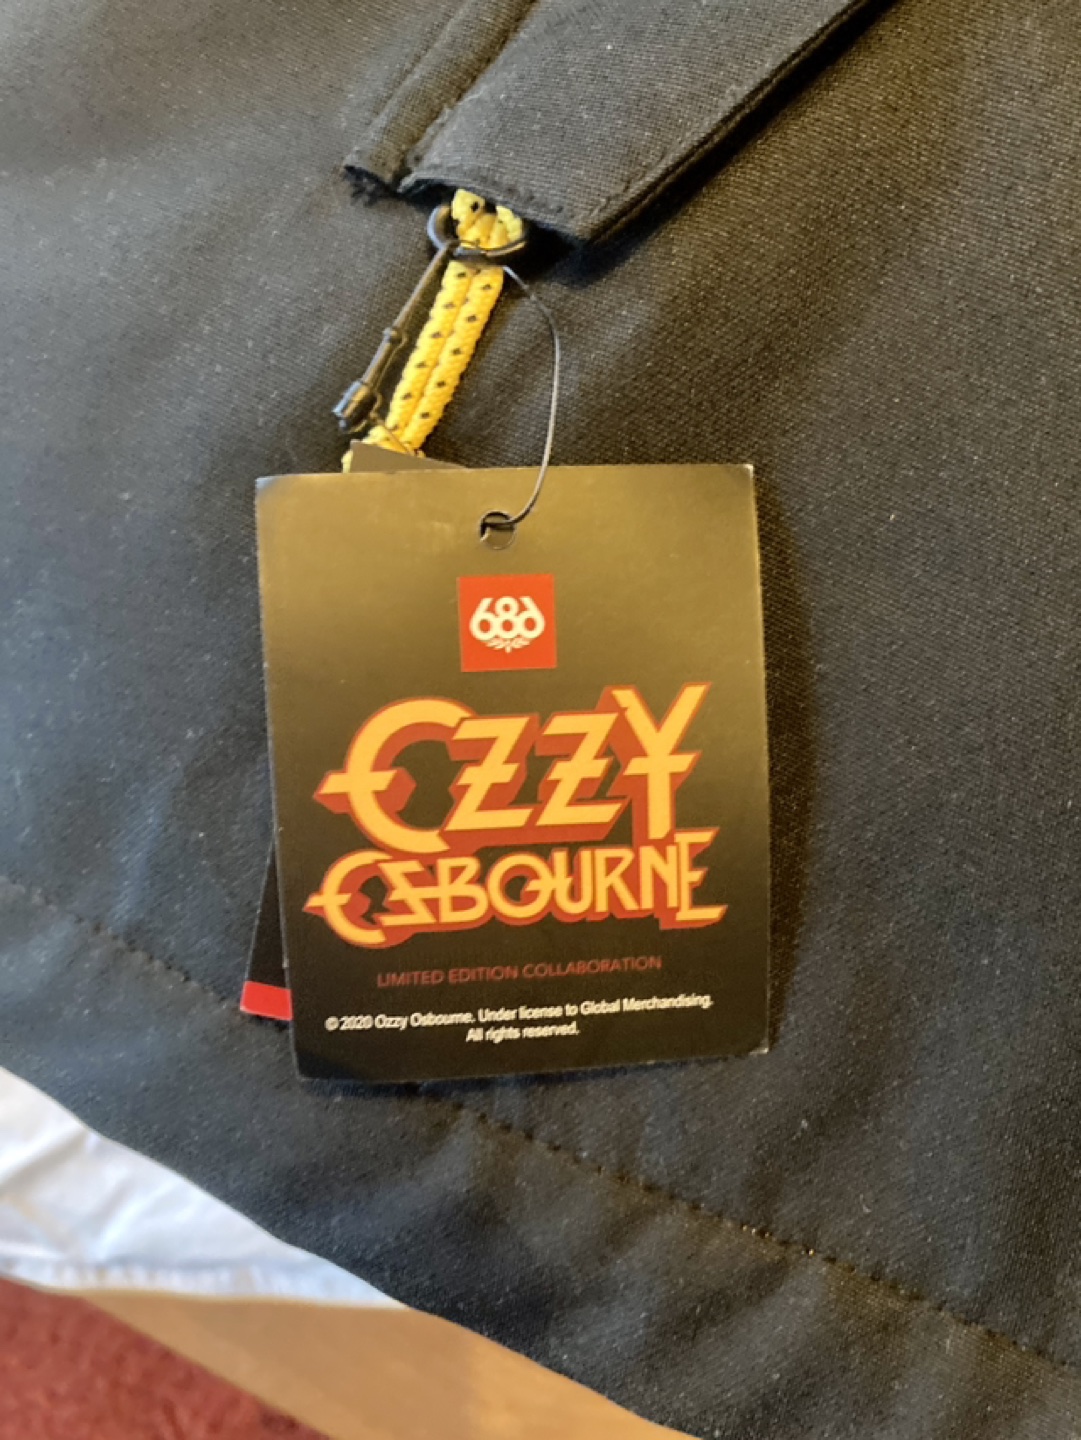 686
OZZY
OSBOURNE
LIMITED EDITION COLLABORATION
© 2020 Ozzy Osbourne. Under license to Global Merchandising.
All rights reserved.